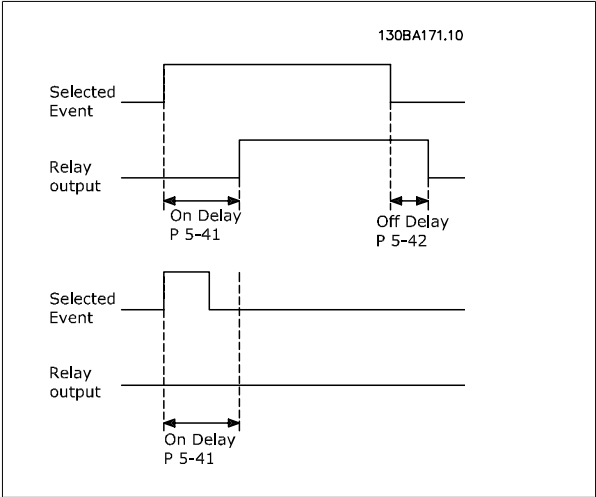 130BA171.10
Selected
Event
Relay
output
On Delay
P 5-41
Off Delay
P 5-42
Selected
Event
Relay
output
On Delay
P 5-41